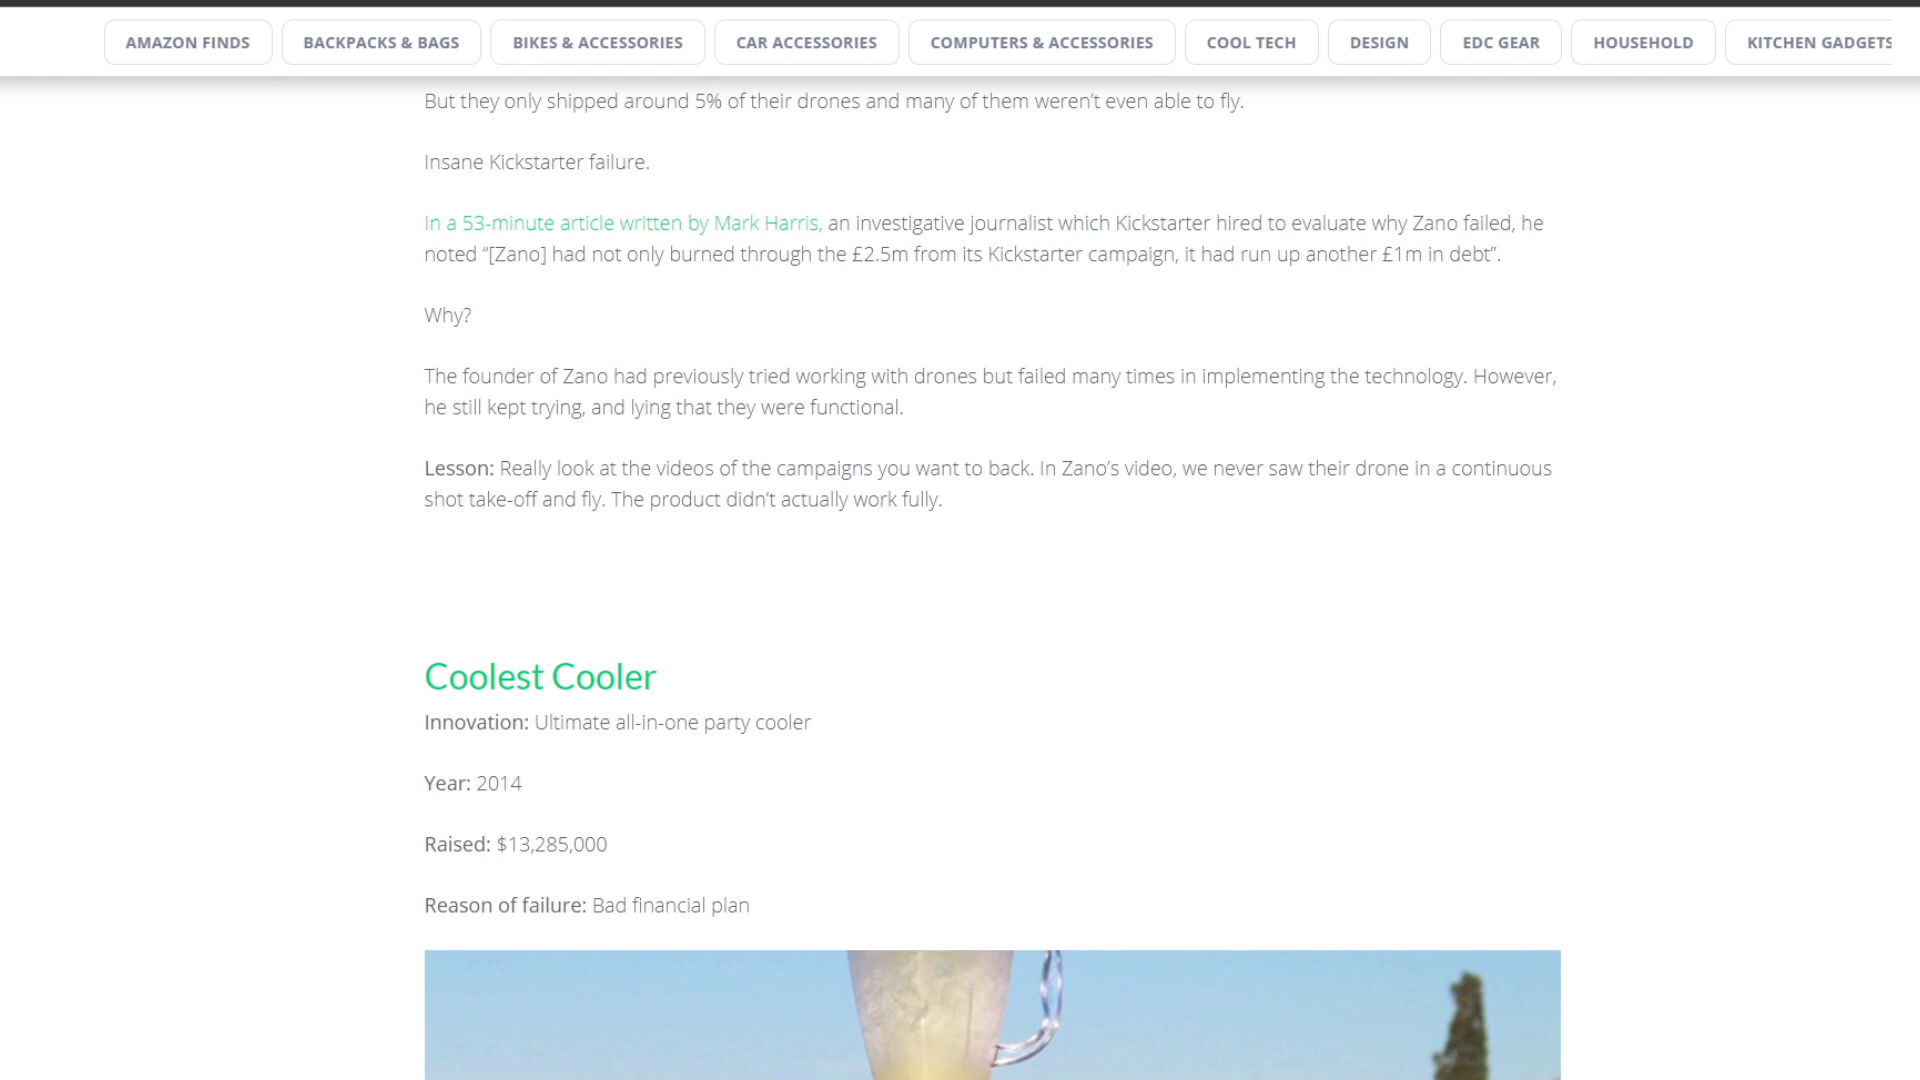 AMAZON FINDS
BACKPACKS & BAGS
BIKES & ACCESSORIES
CAR ACCESSORIES
COMPUTERS & ACCESSORIES
COOL TECH
DESIGN
EDC GEAR
HOUSEHOLD
KITCHEN GADGETS
But they only shipped around 5% of their drones and many of them weren’t even able to fly.
Insane Kickstarter failure.
In a 53-minute article written by Mark Harris, an investigative journalist which Kickstarter hired to evaluate why Zano failed, he
noted “[Zano] had not only burned through the £2.5m from its Kickstarter campaign, it had run up another £1m in debt”.
Why?
The founder of Zano had previously tried working with drones but failed many times in implementing the technology. However,
he still kept trying, and lying that they were functional.
Lesson: Really look at the videos of the campaigns you want to back. In Zano’s video, we never saw their drone in a continuous
shot take-off and fly. The product didn’t actually work fully.
Coolest Cooler
Innovation: Ultimate all-in-one party cooler
Year: 2014
Raised: $13,285,000
Reason of failure: Bad financial plan